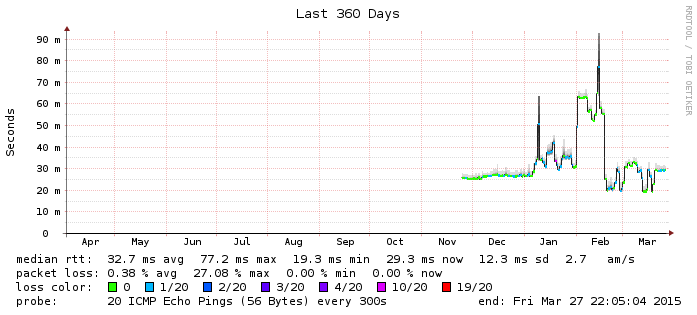 Last 360 Days
RRDTOOL / TOBI OETIKER
Seconds
90 m
80 m
70 m
60 m
50 m
40 m
30 m
20 m
10 m
0
Apr May Jun Jul Aug Sep Oct Nov Dec Jan Feb Mar
median rtt: 32.7 ms avg 77.2 ms max 19.3 ms min 29.3 ms now 12.3 ms sd 2.7 am/s
packet loss: 0.38 % avg 27.08 % max 0.00 % min 0.00 % now
loss color: 0 1/20 2/20 3/20 4/20 10/20 19/20
probe: 20 ICMP Echo Pings (56 Bytes) every 300s end: Fri Mar 27 22:05:04 2015